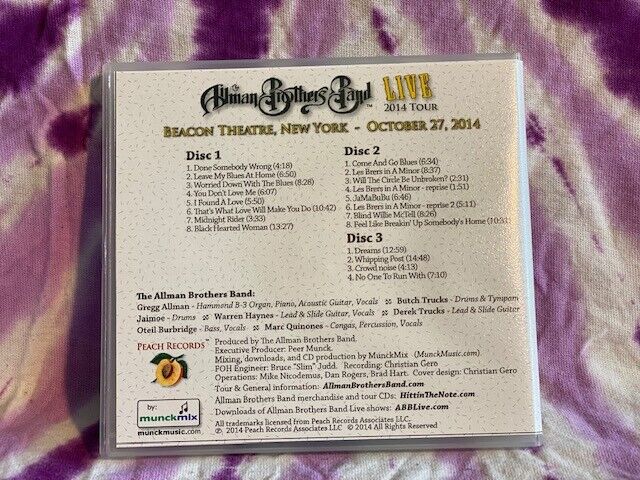 The
Allman Brothers Band™ LIVE
2014 TOUR
BEACON THEATRE, NEW YORK - OCTOBER 27, 2014
Disc 1
1. Done Somebody Wrong (4:18)
2. Leave My Blues At Home (6:50)
3. Worried Down With The Blues (8:28)
4. You Don't Love Me (6:07)
5. I Found A Love (5:50)
6. That's What Love Will Make You Do (10:42)
7. Midnight Rider (3:33)
8. Black Hearted Woman (13:27)
Disc 2
1. Come And Go Blues (6:34)
2. Les Brers in A Minor (8:37)
3. Will The Circle Be Unbroken? (2:31)
4. Les Brers in A Minor - reprise (1:51)
5. JaMaBuBu (6:46)
6. Les Brers in A Minor - reprise 2 (5:11)
7. Blind Willie McTell (8:26)
8. Feel Like Breakin' Up Somebody's Home (10:31)
Disc 3
1. Dreams (12:59)
2. Whipping Post (14:48)
3. Crowd noise (4:13)
4. No One To Run With (7:10)
The Allman Brothers Band:
Gregg Allman - Hammond B-3 Organ, Piano, Acoustic Guitar, Vocals ※ Butch Trucks - Drums & Tympani
Jaimoe - Drums ※ Warren Haynes - Lead & Slide Guitar, Vocals ※ Derek Trucks - Lead & Slide Guitar
Oteil Burbridge - Bass, Vocals ※ Marc Quinones - Congas, Percussion, Vocals
PEACH RECORDS™
Produced by The Allman Brothers Band.
Executive Producer: Peer Munck.
Mixing, downloads, and CD production by MunckMix (MunckMusic.com).
FOH Engineer: Bruce "Slim" Judd. Recording: Christian Gero
Operations: Mike Nicodemus, Dan Rogers, Brad Hart. Cover design: Christian Gero
Tour & General information: AllmanBrothersBand.com
Allman Brothers Band merchandise and tour CDs: HittinTheNote.com
Downloads of Allman Brothers Band Live shows: ABBLive.com
All trademarks licensed from Peach Records Associates LLC.
℗ 2014 Peach Records Associates LLC © 2014 All Rights Reserved
by:
munckmix
munckmusic.com